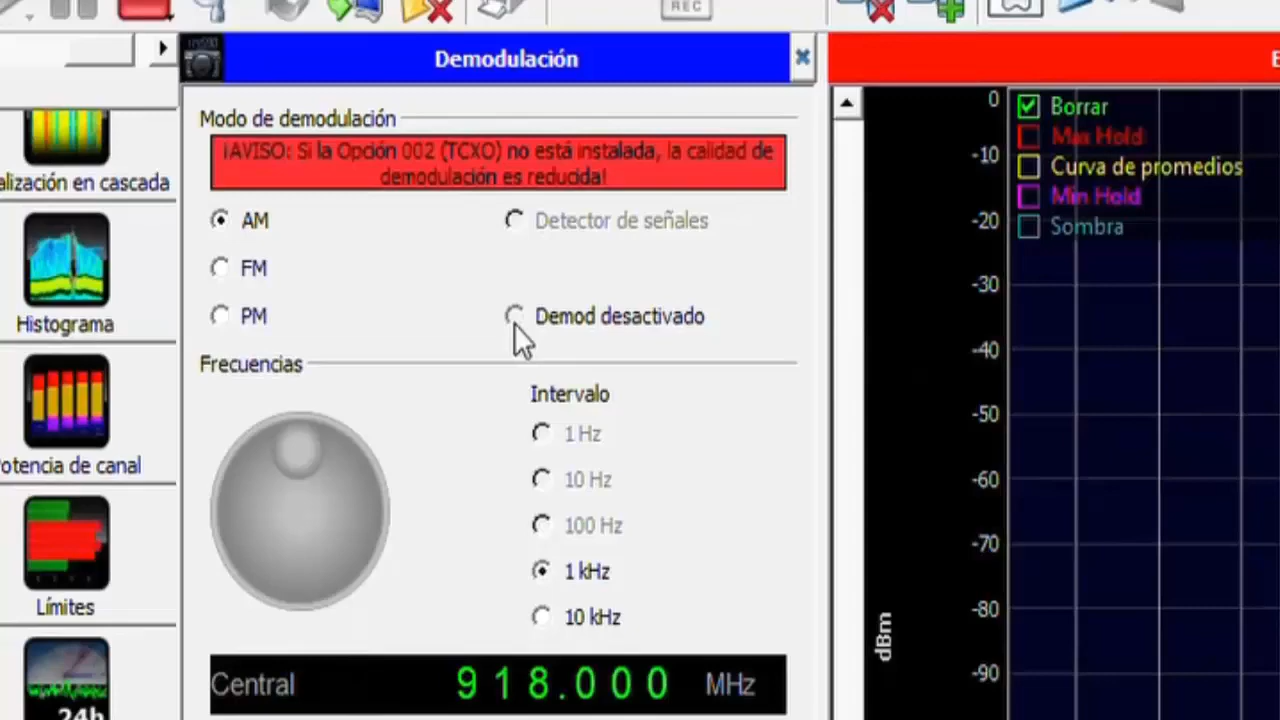 REC
Demodulación
Modo de demodulación
¡AVISO: Si la Opción 002 (TCXO) no está instalada, la calidad de
demodulación es reducida!
AM
Detector de señales
FM
PM
Demod desactivado
Frecuencias
Intervalo
1 Hz
10 Hz
100 Hz
1 kHz
10 kHz
Central 918.000 MHz
alización en cascada
Histograma
otencia de canal
Límites
24h
0
-10
-20
-30
-40
-50
-60
-70
-80
-90
dBm
Borrar
Max Hold
Curva de promedios
Min Hold
Sombra